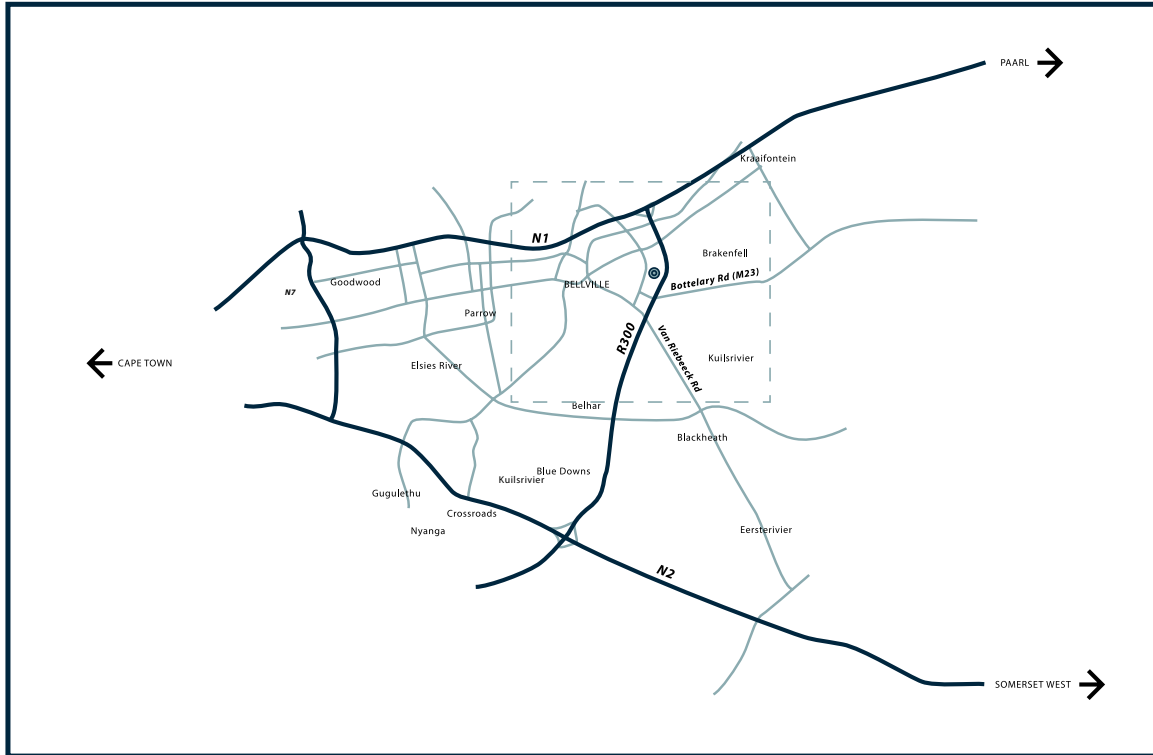 PAARL
Kraaifontein
N1
Brakenfell
Bottelary Rd (M23)
N7
Goodwood
BELLVILLE
Parrow
R300
Van Riebeeck Rd
Kuilsrivier
CAPE TOWN
Elsies River
Belhar
Blackheath
Blue Downs
Kuilsrivier
Gugulethu
Crossroads
Nyanga
Eersterivier
N2
SOMERSET WEST